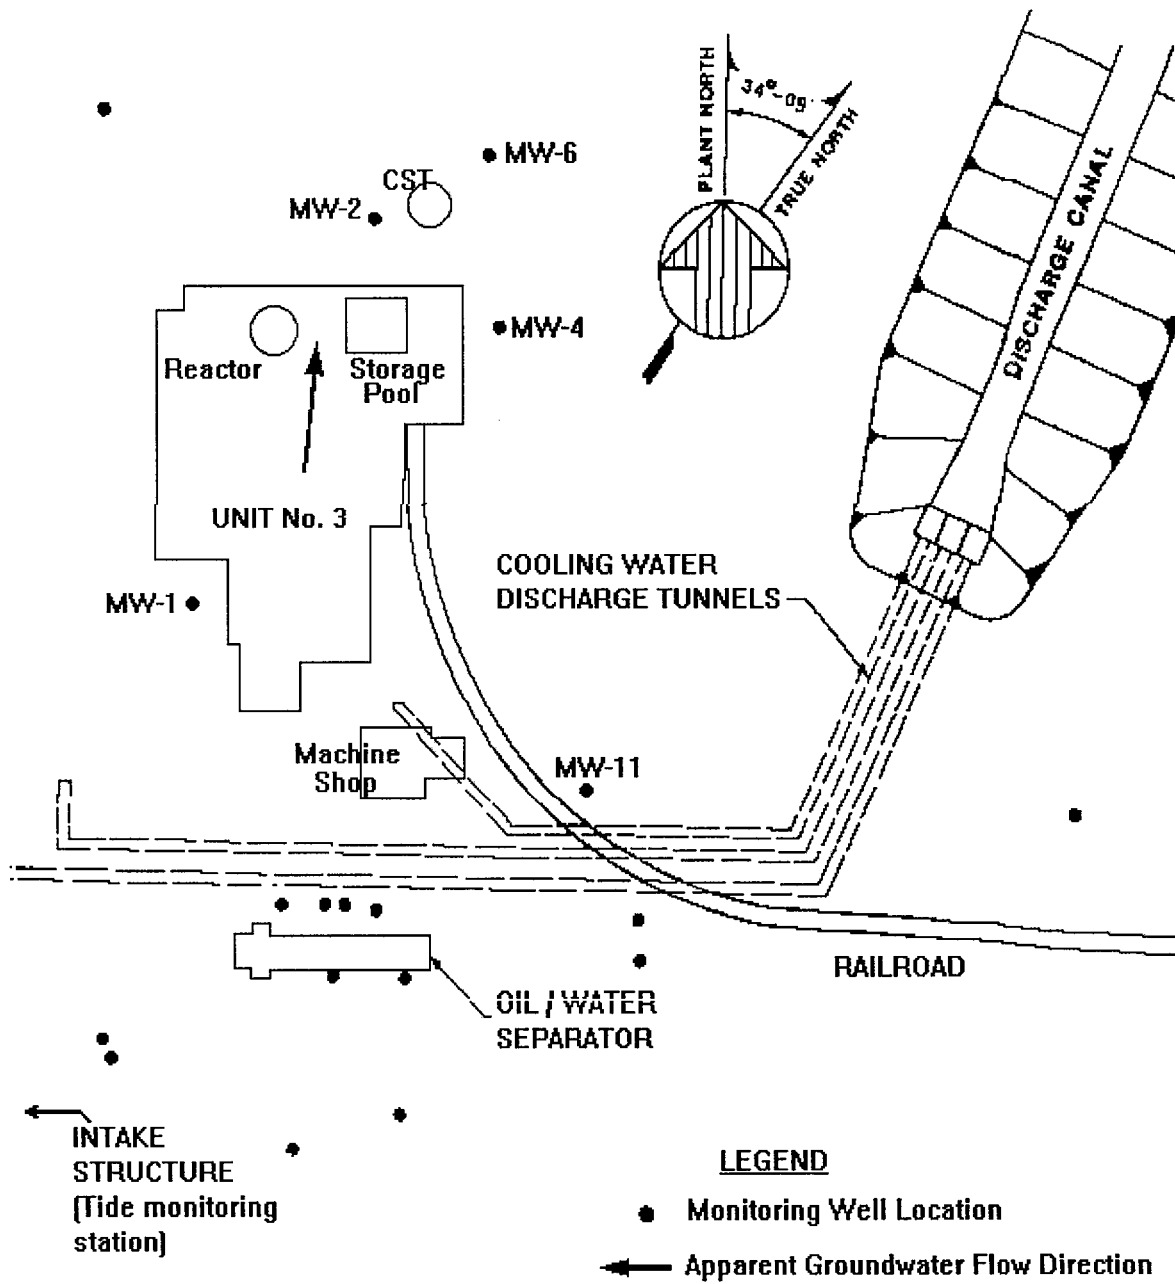 PLANT NORTH
34°-09'
TRUE NORTH
DISCHARGE CANAL
MW-6
CST
MW-2
MW-4
Reactor
Storage
Pool
UNIT No. 3
COOLING WATER
DISCHARGE TUNNELS
MW-1
Machine
Shop
MW-11
RAILROAD
OIL / WATER
SEPARATOR
INTAKE
STRUCTURE
(Tide monitoring
station)
LEGEND
Monitoring Well Location
Apparent Groundwater Flow Direction